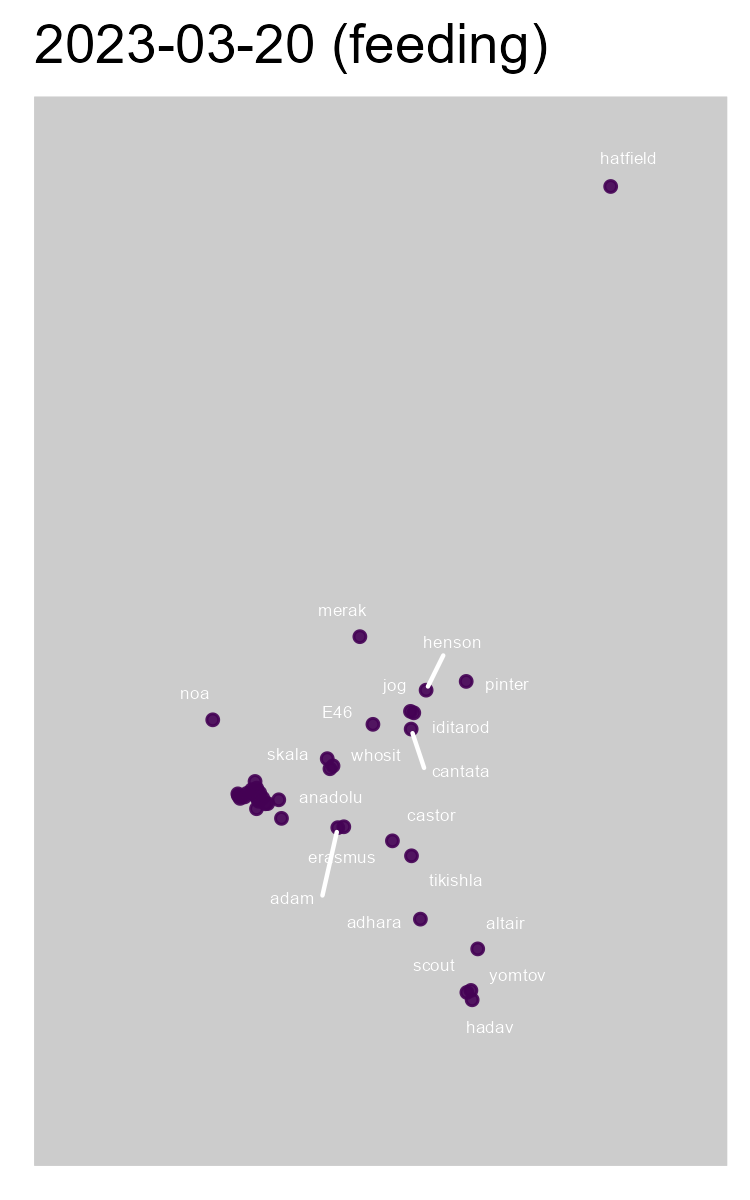 2023-03-20 (feeding)
hatfield
merak
henson
jog
pinter
noa
E46
iditarod
skala
whosit
cantata
anadolu
castor
erasmus
tikishla
adam
adhara
altair
scout
yomtov
hadav